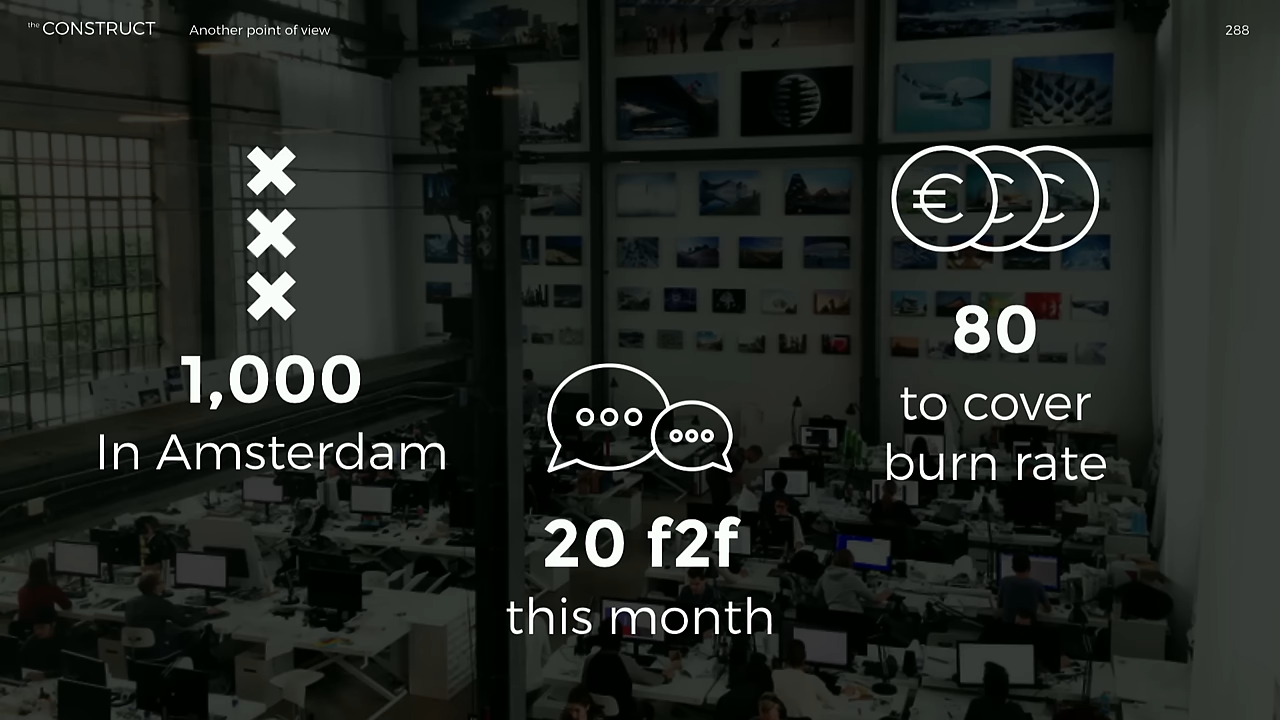 the CONSTRUCT
Another point of view
288
1,000
In Amsterdam
20 f2f
this month
80
to cover
burn rate